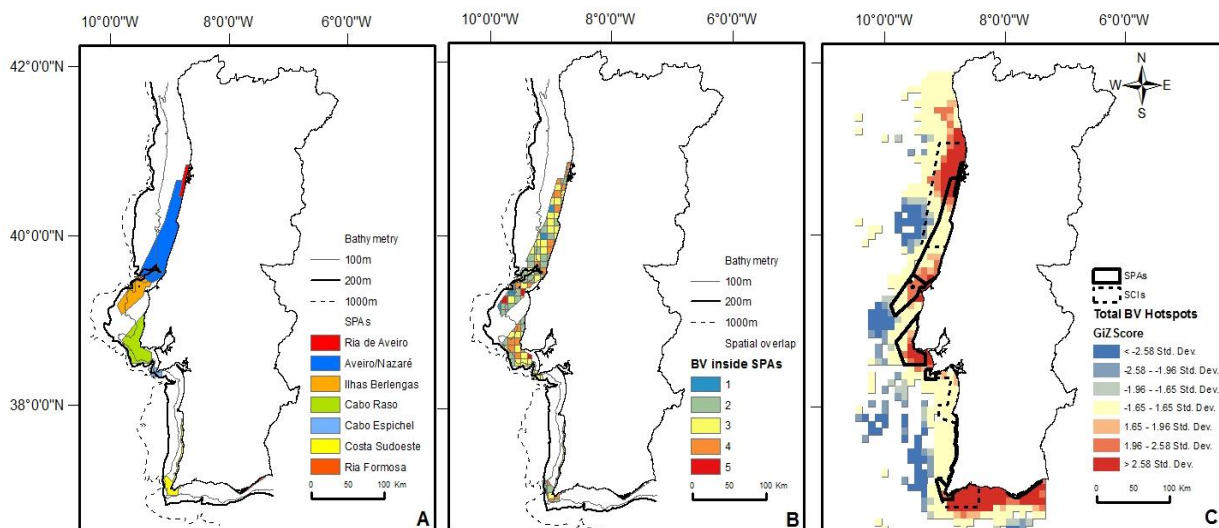 10°0'0"W 8°0'0"W 6°0'0"W
42°0'0"N
40°0'0"N
38°0'0"N
Bathymetry
100m
200m
1000m
SPAs
Ria de Aveiro
Aveiro/Nazaré
Ilhas Berlengas
Cabo Raso
Cabo Espichel
Costa Sudoeste
Ria Formosa
0 50 100 Km
A
10°0'0"W 8°0'0"W 6°0'0"W
Bathymetry
100m
200m
1000m
Spatial overlap
BV inside SPAs
1
2
3
4
5
0 50 100 Km
B
10°0'0"W 8°0'0"W 6°0'0"W
N
W E
S
SPAs
SCIs
Total BV Hotspots
GiZ Score
< -2.58 Std. Dev.
-2.58 - -1.96 Std. Dev.
-1.96 - -1.65 Std. Dev.
-1.65 - 1.65 Std. Dev.
1.65 - 1.96 Std. Dev.
1.96 - 2.58 Std. Dev.
> 2.58 Std. Dev.
0 50 100 Km
C